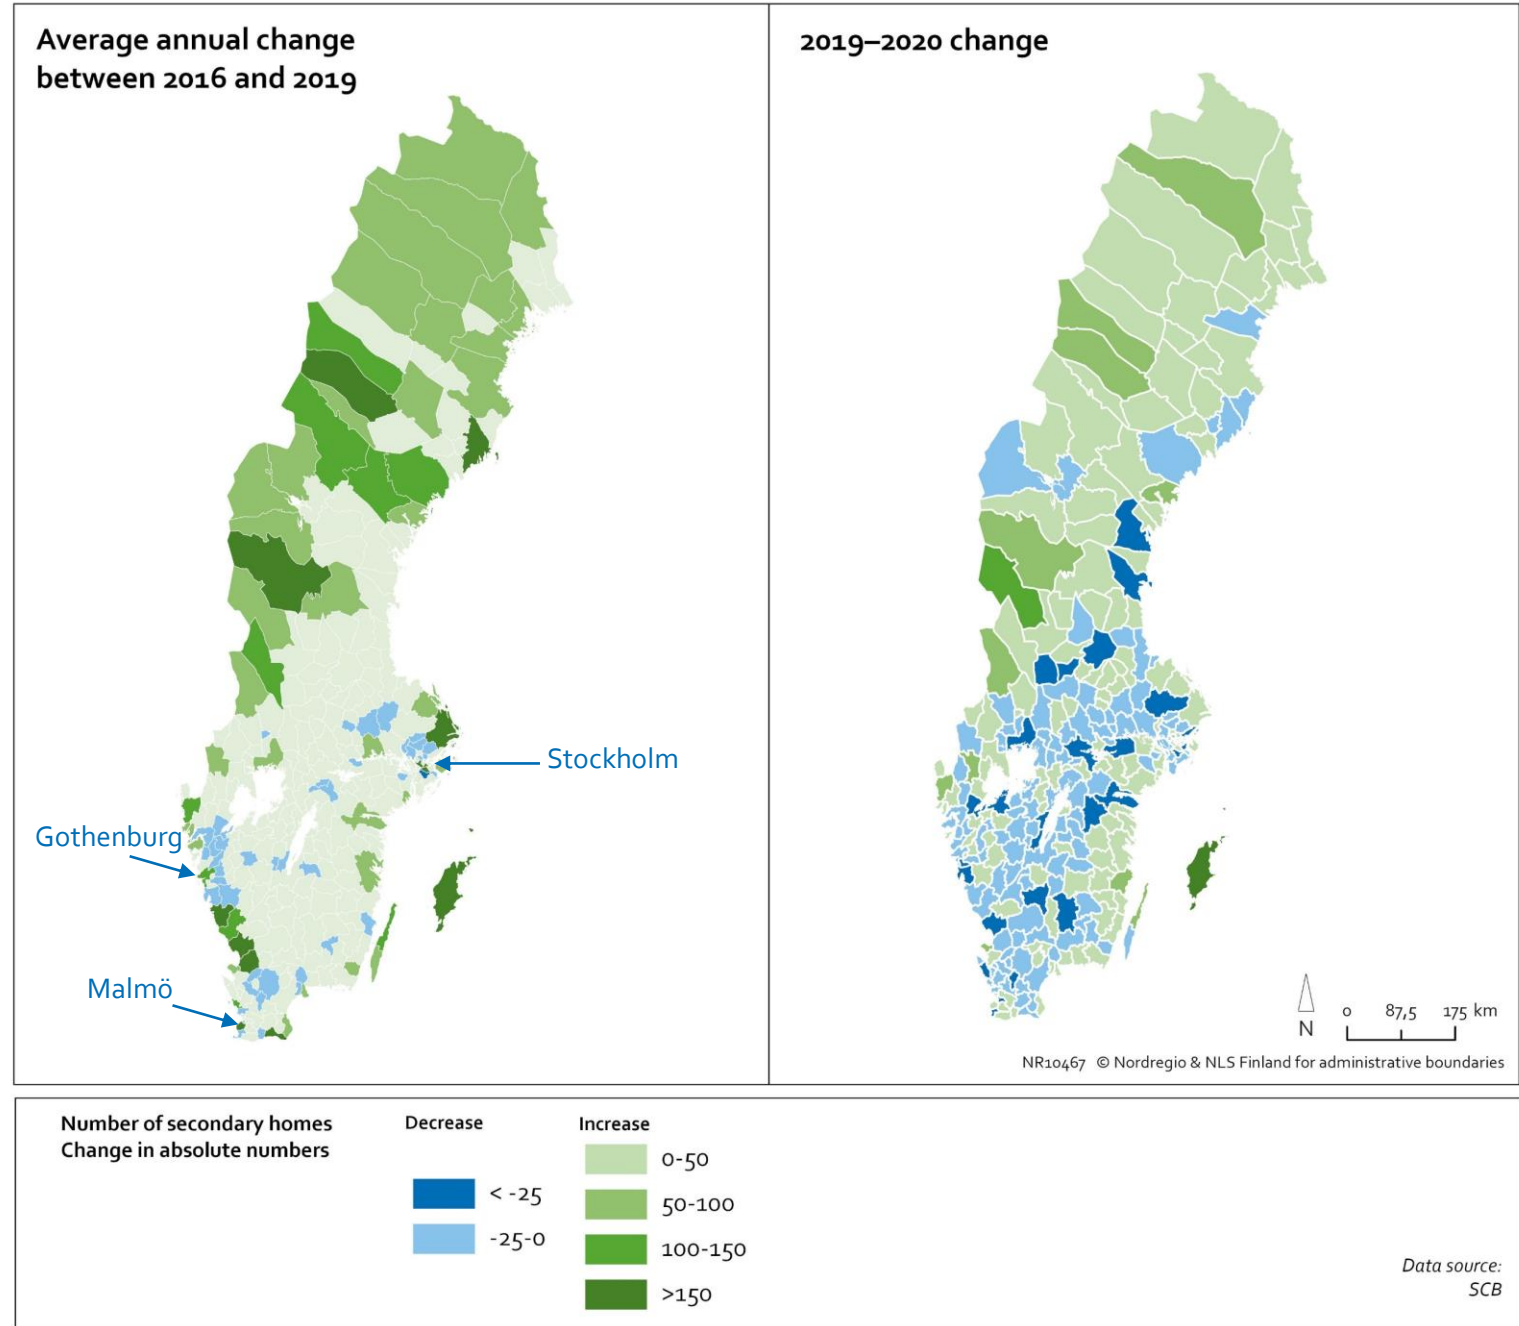 Average annual change
between 2016 and 2019
2019–2020 change
Stockholm
Gothenburg
Malmö
N
0 87,5 175 km
NR10467 © Nordregio & NLS Finland for administrative boundaries
Number of secondary homes
Change in absolute numbers
Decrease
< -25
-25-0
Increase
0-50
50-100
100-150
>150
Data source:
SCB